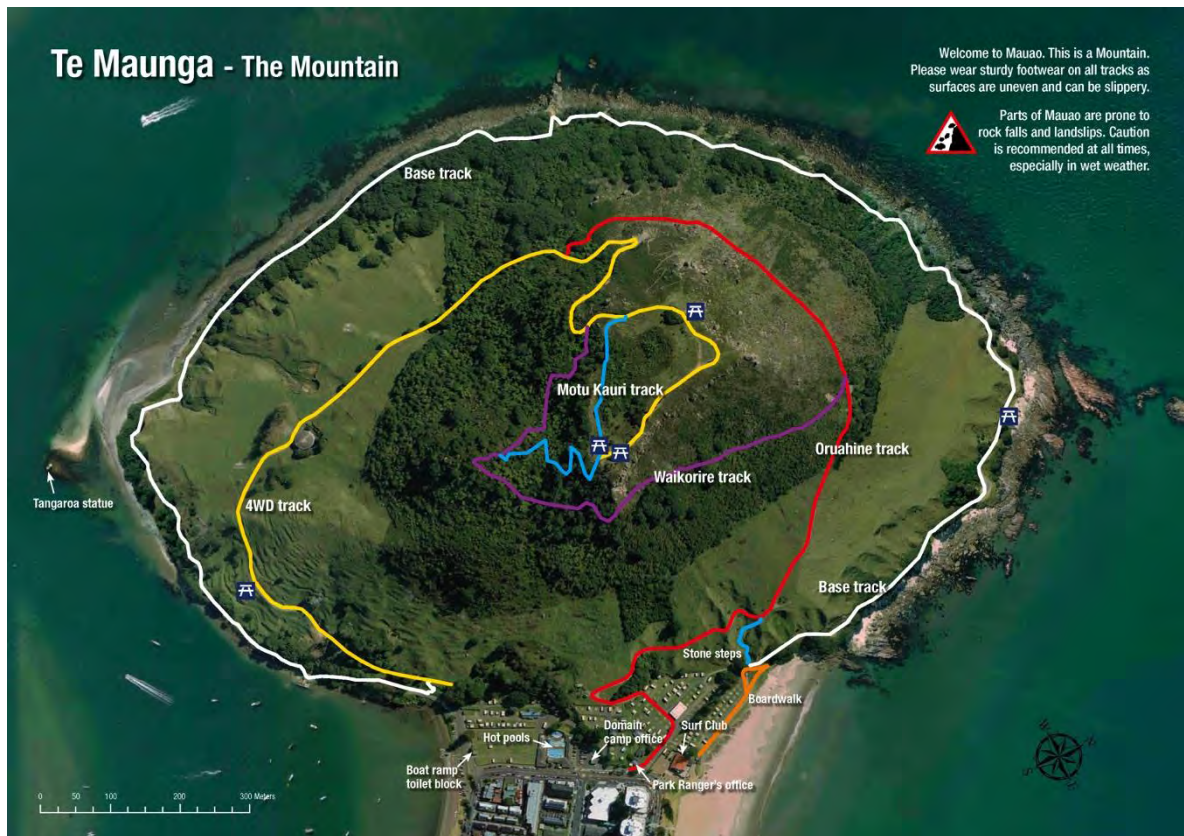 Te Maunga - The Mountain
Welcome to Mauao. This is a Mountain.
Please wear sturdy footwear on all tracks as
surfaces are uneven and can be slippery.
Parts of Mauao are prone to
rock falls and landslips. Caution
is recommended at all times,
especially in wet weather.
Base track
Motu Kauri track
Oruahine track
Waikorire track
Tangaroa statue
4WD track
Base track
Stone steps
Boardwalk
Surf Club
Domain
camp office
Hot pools
Boat ramp
toilet block
Park Ranger's office
0 50 100 200 300 Meters